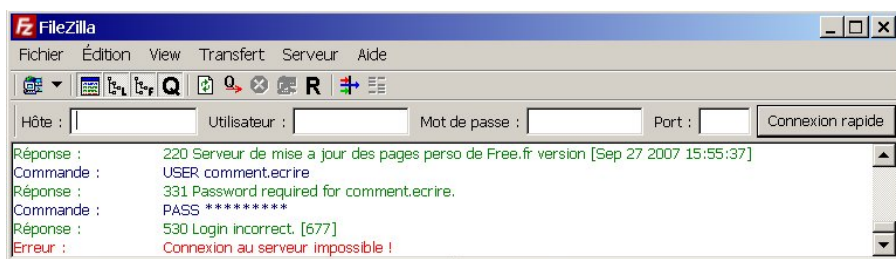 FileZilla
Fichier Édition View Transfert Serveur Aide
Hôte : Utilisateur : Mot de passe : Port : Connexion rapide
Réponse : 220 Serveur de mise a jour des pages perso de Free.fr version [Sep 27 2007 15:55:37]
Commande : USER comment.ecrire
Réponse : 331 Password required for comment.ecrire.
Commande : PASS *********
Réponse : 530 Login incorrect. [677]
Erreur : Connexion au serveur impossible !